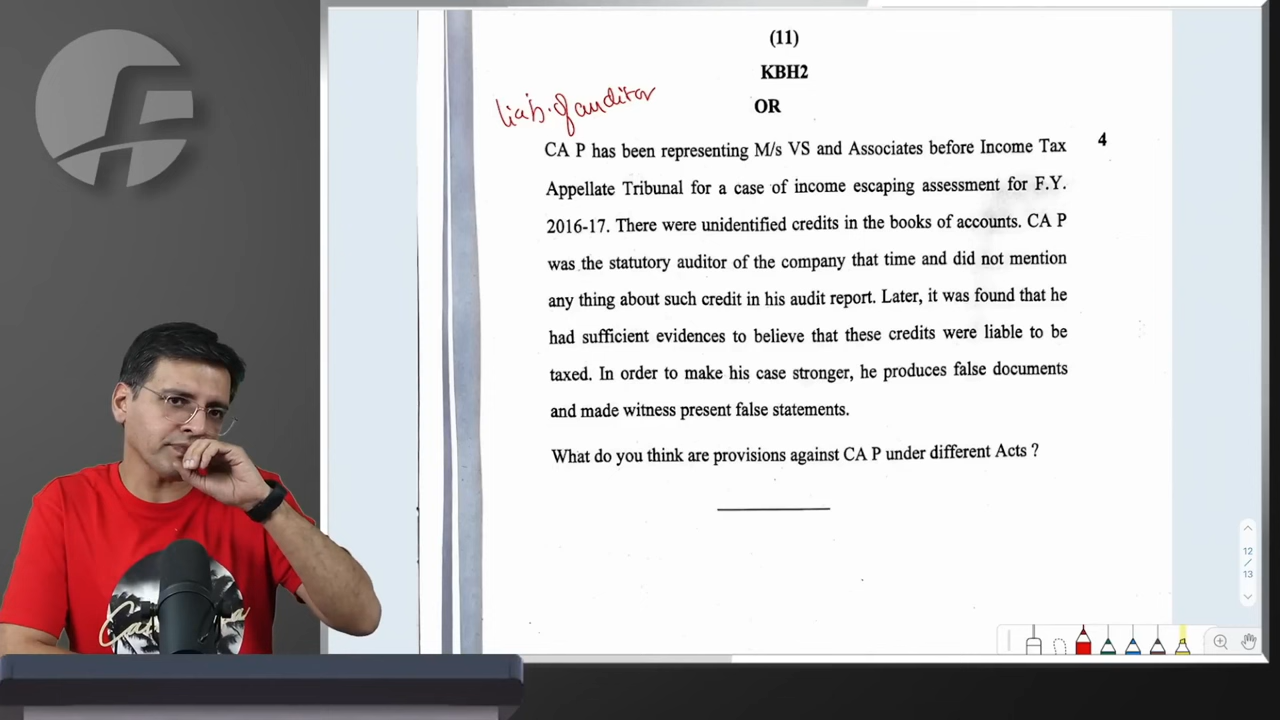 (11)
KBH2
liab. of auditor
OR
CA P has been representing M/s VS and Associates before Income Tax 4
Appellate Tribunal for a case of income escaping assessment for F.Y.
2016-17. There were unidentified credits in the books of accounts. CA P
was the statutory auditor of the company that time and did not mention
any thing about such credit in his audit report. Later, it was found that he
had sufficient evidences to believe that these credits were liable to be
taxed. In order to make his case stronger, he produces false documents
and made witness present false statements.
What do you think are provisions against CA P under different Acts ?
12
/
13